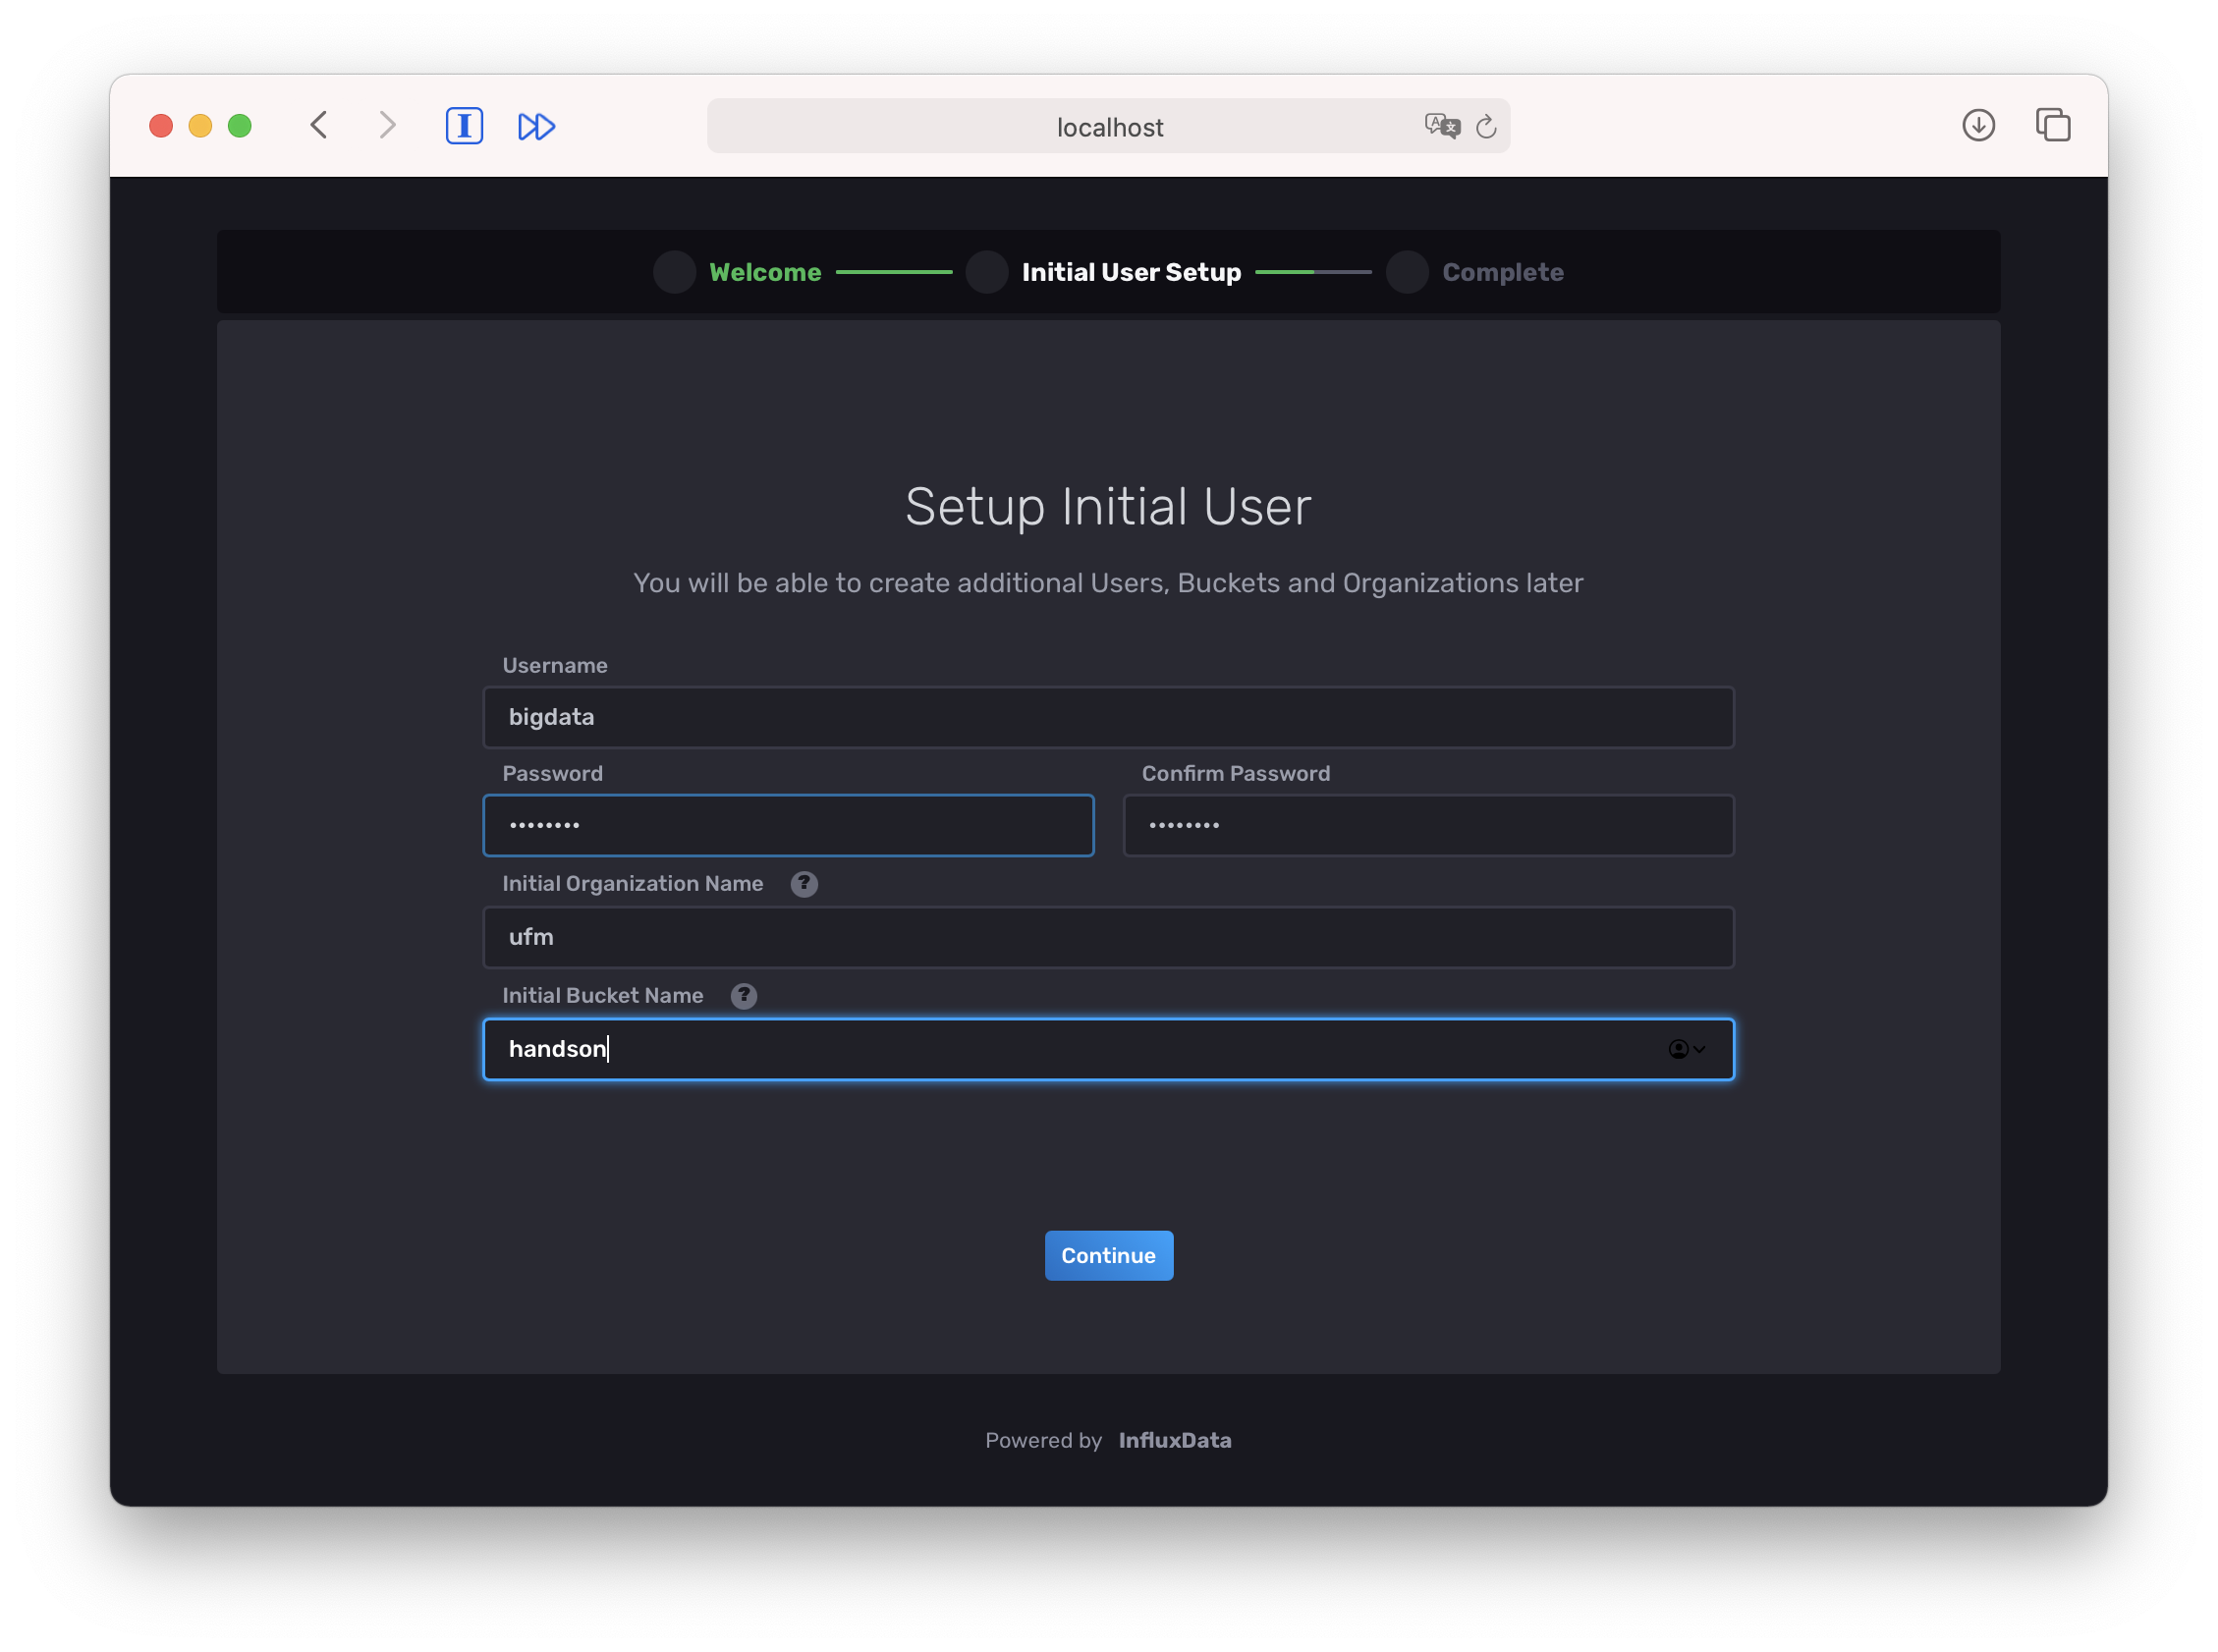 localhost
Welcome Initial User Setup Complete
Setup Initial User
You will be able to create additional Users, Buckets and Organizations later
Username
bigdata
Password Confirm Password
•••••••• ••••••••
Initial Organization Name ?
ufm
Initial Bucket Name ?
handson
Continue
Powered by InfluxData